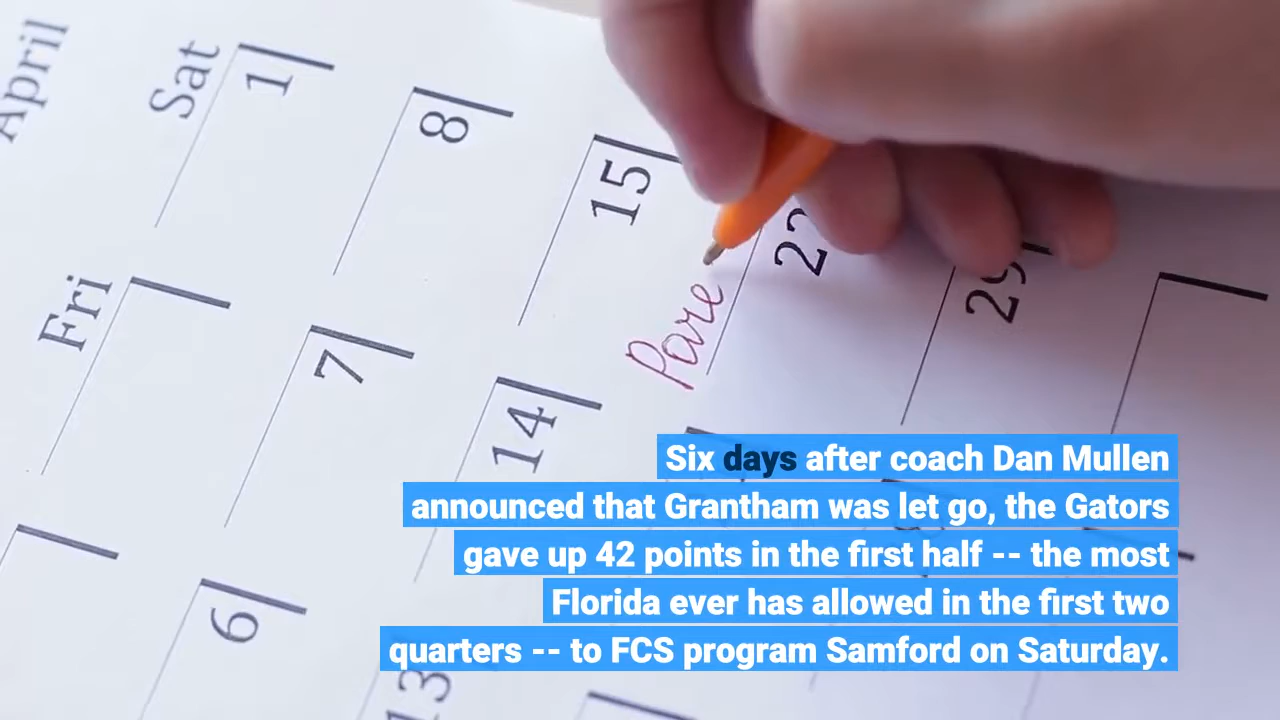 April
Sat
1
8
15
22
29
Pare
Fri
7
14
6
13
Six days after coach Dan Mullen
announced that Grantham was let go, the Gators
gave up 42 points in the first half -- the most
Florida ever has allowed in the first two
quarters -- to FCS program Samford on Saturday.